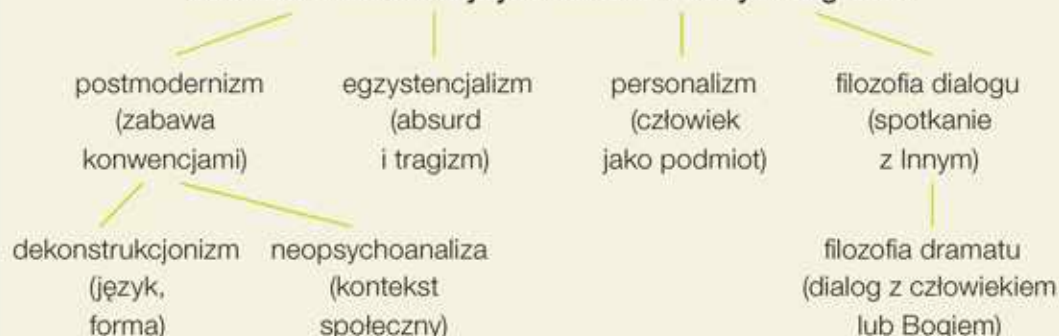 postmodernizm
(zabawa
konwencjami)
egzystencjalizm
(absurd
i tragizm)
personalizm
(człowiek
jako podmiot)
filozofia dialogu
(spotkanie
z Innym)
dekonstrukcjonizm
(język,
forma)
neopsychoanaliza
(kontekst
społeczny)
filozofia dramatu
(dialog z człowiekiem
lub Bogiem)